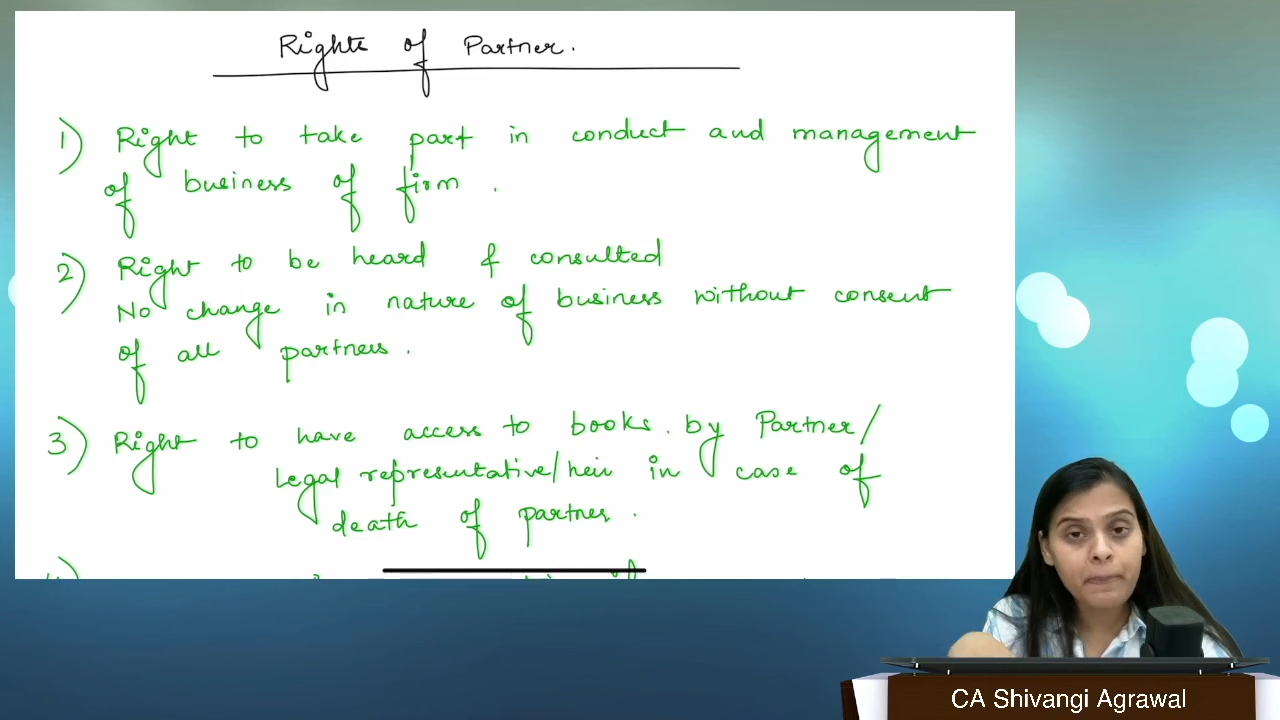 Rights of Partner.
1) Right to take part in conduct and management
of business of firm.
2) Right to be heard & consulted
No change in nature of business without consent
of all partners.
3) Right to have access to books. by Partner/
Legal representative/heir in case of
death of partner.
4)
CA Shivangi Agrawal